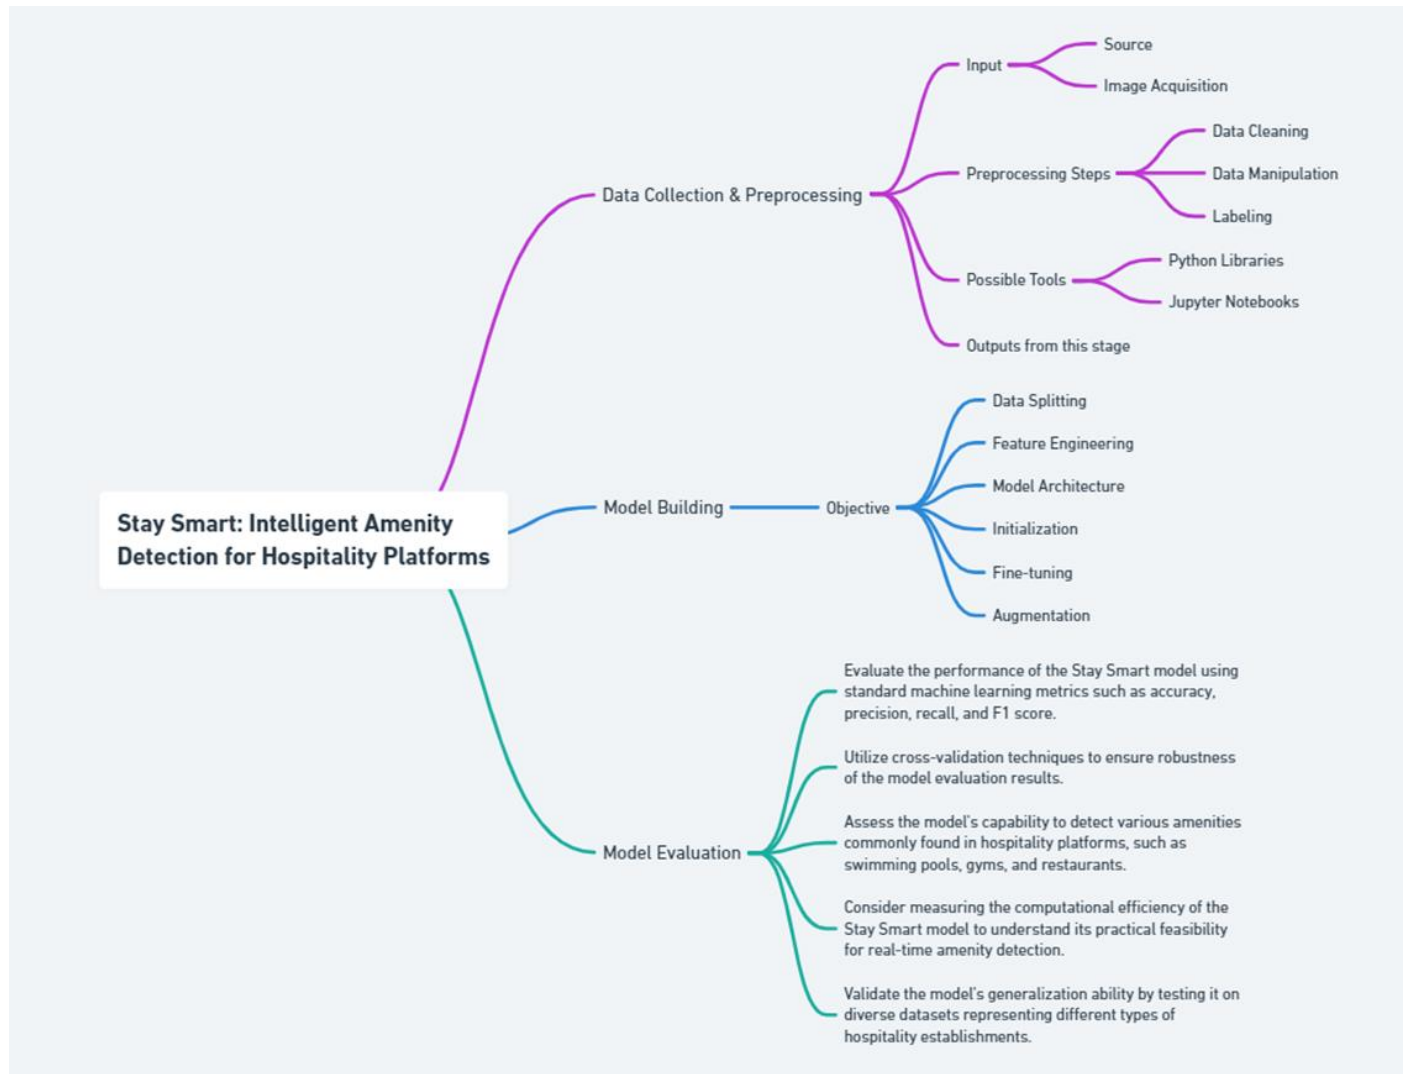 Stay Smart: Intelligent Amenity
Detection for Hospitality Platforms
Data Collection & Preprocessing
Input
Source
Image Acquisition
Preprocessing Steps
Data Cleaning
Data Manipulation
Labeling
Possible Tools
Python Libraries
Jupyter Notebooks
Outputs from this stage
Model Building
Objective
Data Splitting
Feature Engineering
Model Architecture
Initialization
Fine-tuning
Augmentation
Model Evaluation
Evaluate the performance of the Stay Smart model using
standard machine learning metrics such as accuracy,
precision, recall, and F1 score.
Utilize cross-validation techniques to ensure robustness
of the model evaluation results.
Assess the model's capability to detect various amenities
commonly found in hospitality platforms, such as
swimming pools, gyms, and restaurants.
Consider measuring the computational efficiency of the
Stay Smart model to understand its practical feasibility
for real-time amenity detection.
Validate the model's generalization ability by testing it on
diverse datasets representing different types of
hospitality establishments.